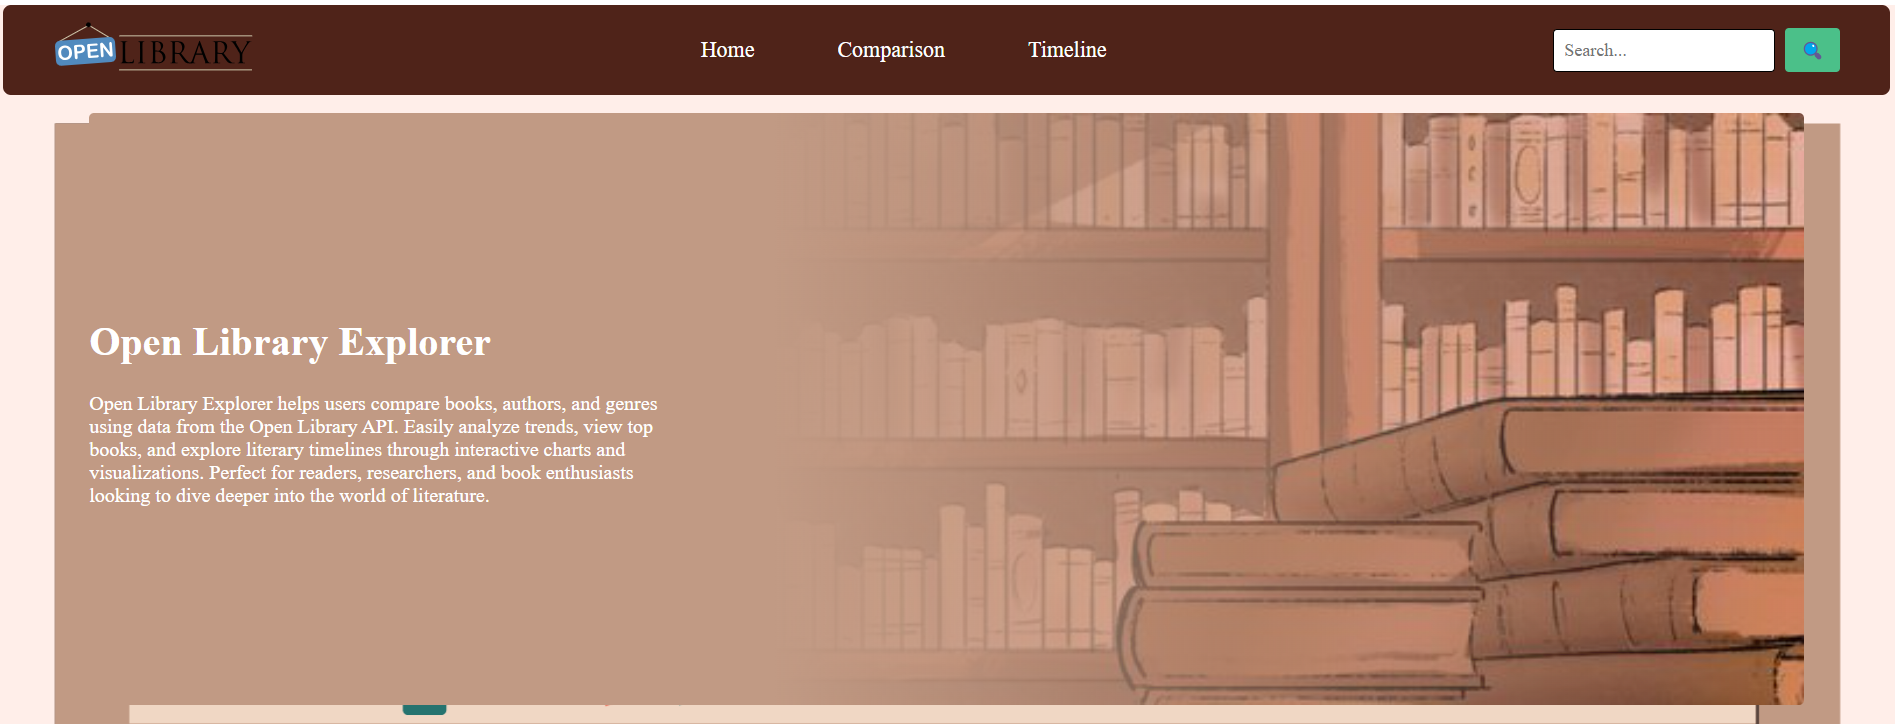 OPEN LIBRARY
Home
Comparison
Timeline
Search...
Open Library Explorer
Open Library Explorer helps users compare books, authors, and genres
using data from the Open Library API. Easily analyze trends, view top
books, and explore literary timelines through interactive charts and
visualizations. Perfect for readers, researchers, and book enthusiasts
looking to dive deeper into the world of literature.